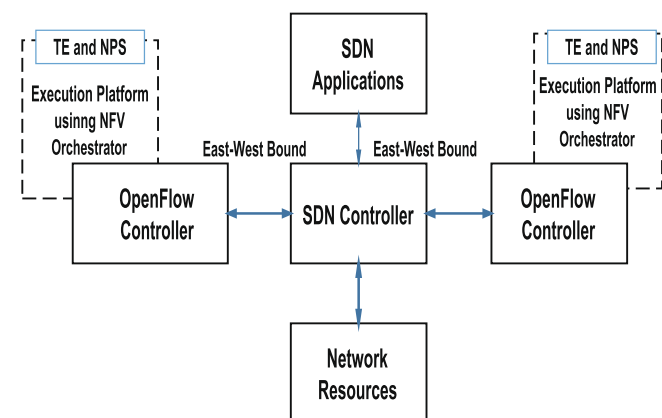 TE and NPS
Execution Platform
usinng NFV
Orchestrator
SDN
Applications
TE and NPS
Execution Platform
using NFV
Orchestrator
East-West Bound
East-West Bound
OpenFlow
Controller
SDN Controller
OpenFlow
Controller
Network
Resources